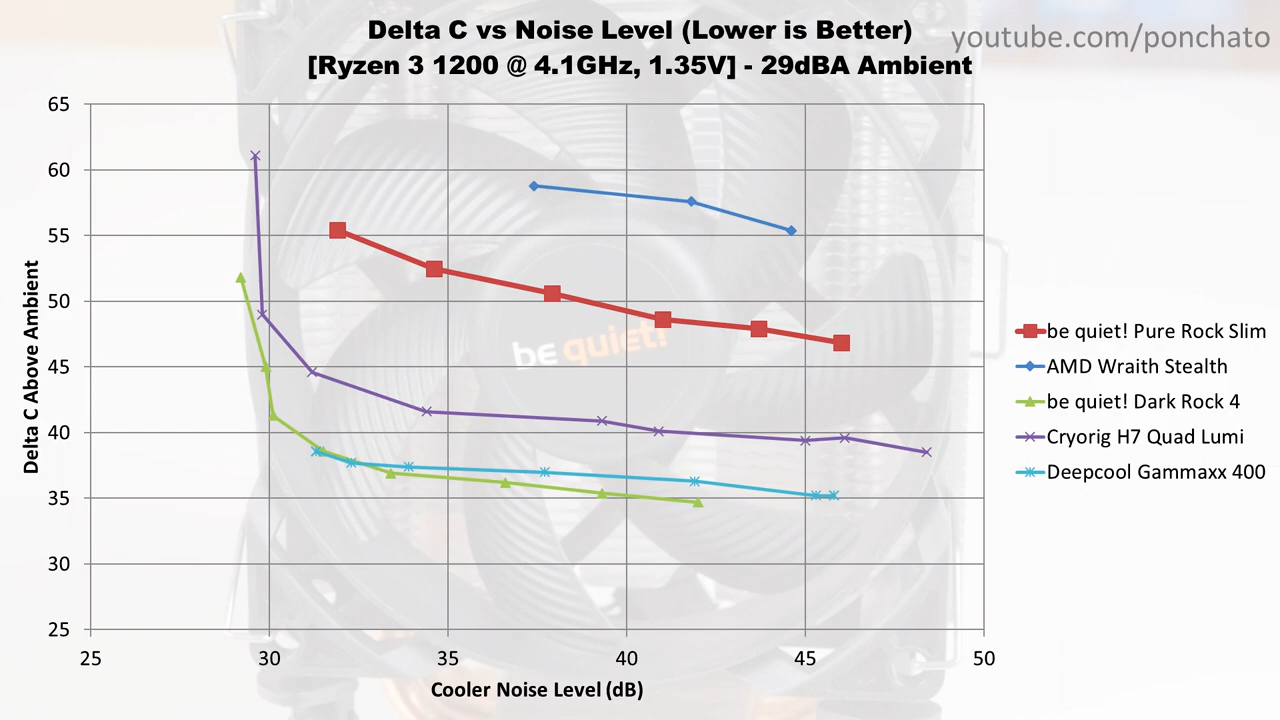 Delta C vs Noise Level (Lower is Better)
[Ryzen 3 1200 @ 4.1GHz, 1.35V] - 29dBA Ambient
youtube.com/ponchato
65
60
55
50
45
40
35
30
25
Delta C Above Ambient
be quiet!
25 30 35 40 45 50
Cooler Noise Level (dB)
be quiet! Pure Rock Slim
AMD Wraith Stealth
be quiet! Dark Rock 4
Cryorig H7 Quad Lumi
Deepcool Gammaxx 400